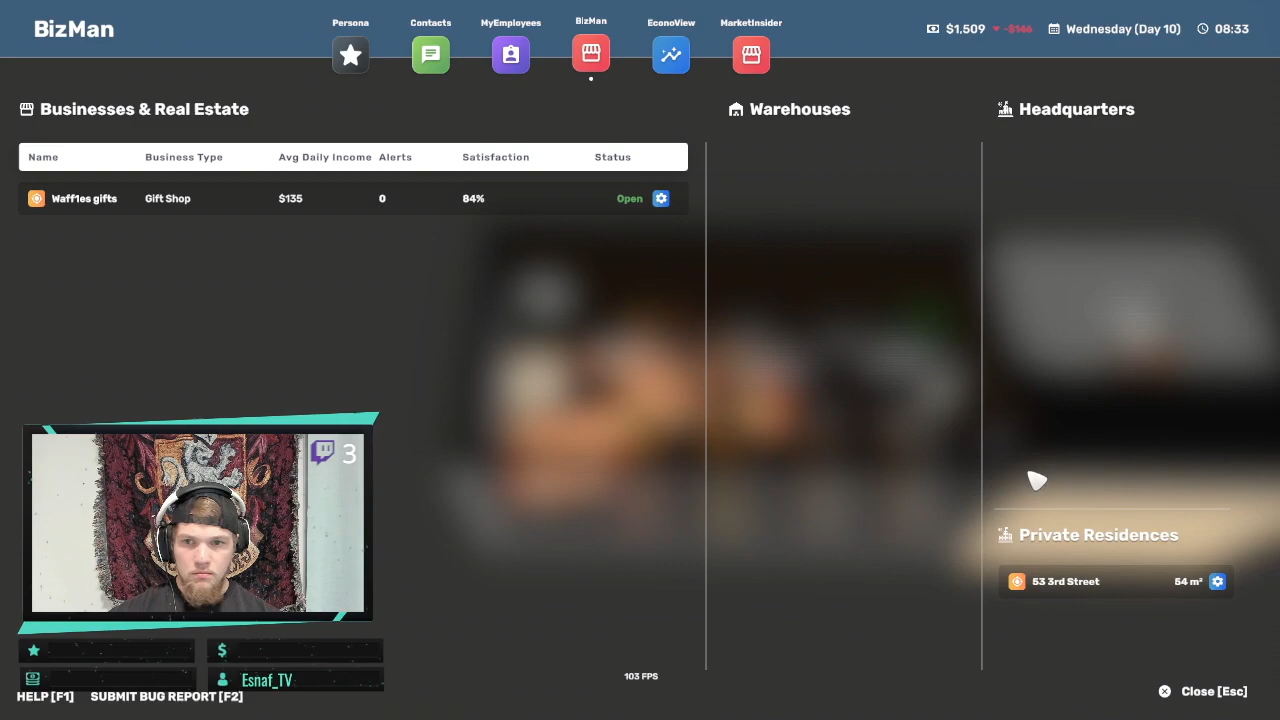 BizMan
Persona
Contacts
MyEmployees
BizMan
EconoView
MarketInsider
$1,509 -$146
Wednesday (Day 10)
08:33
Businesses & Real Estate
Warehouses
Headquarters
Name Business Type Avg Daily Income Alerts Satisfaction Status
Waff1es gifts Gift Shop $135 0 84% Open
3
Private Residences
53 3rd Street 54 m²
$
Esnaf_TV
103 FPS
HELP [F1] SUBMIT BUG REPORT [F2]
Close [Esc]